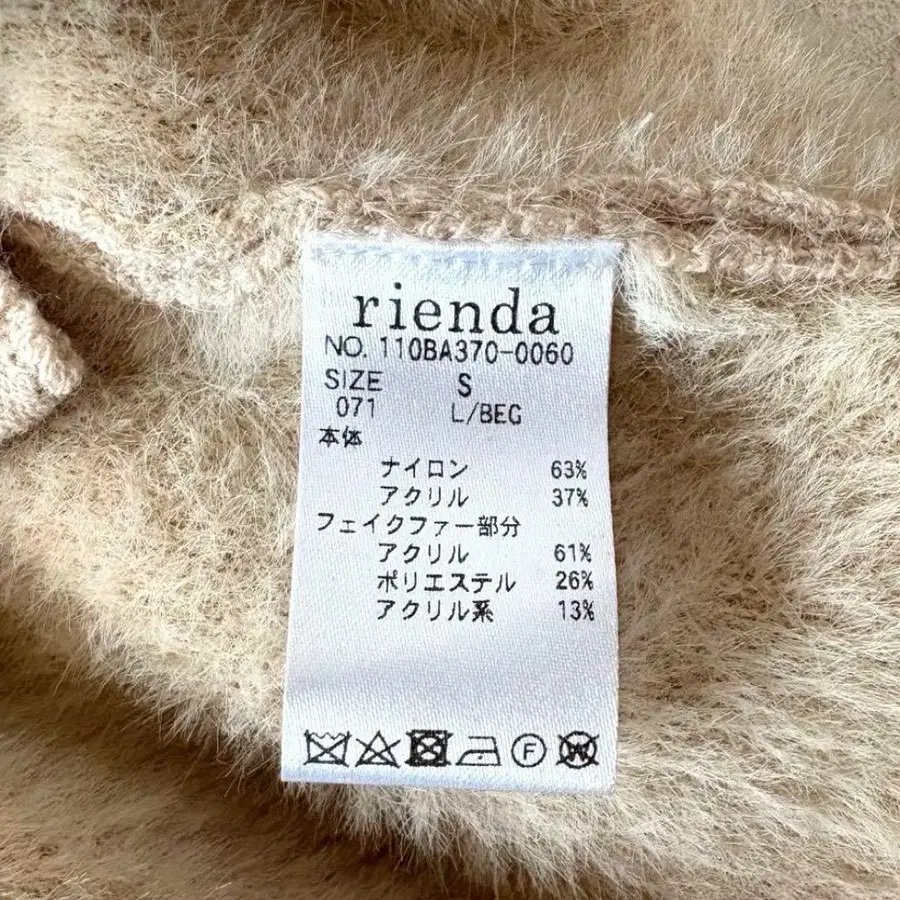 rienda
NO. 110BA370-0060
SIZE S
071 L/BEG
本体
ナイロン 63%
アクリル 37%
フェイクファー部分
アクリル 61%
ポリエステル 26%
アクリル系 13%
F W